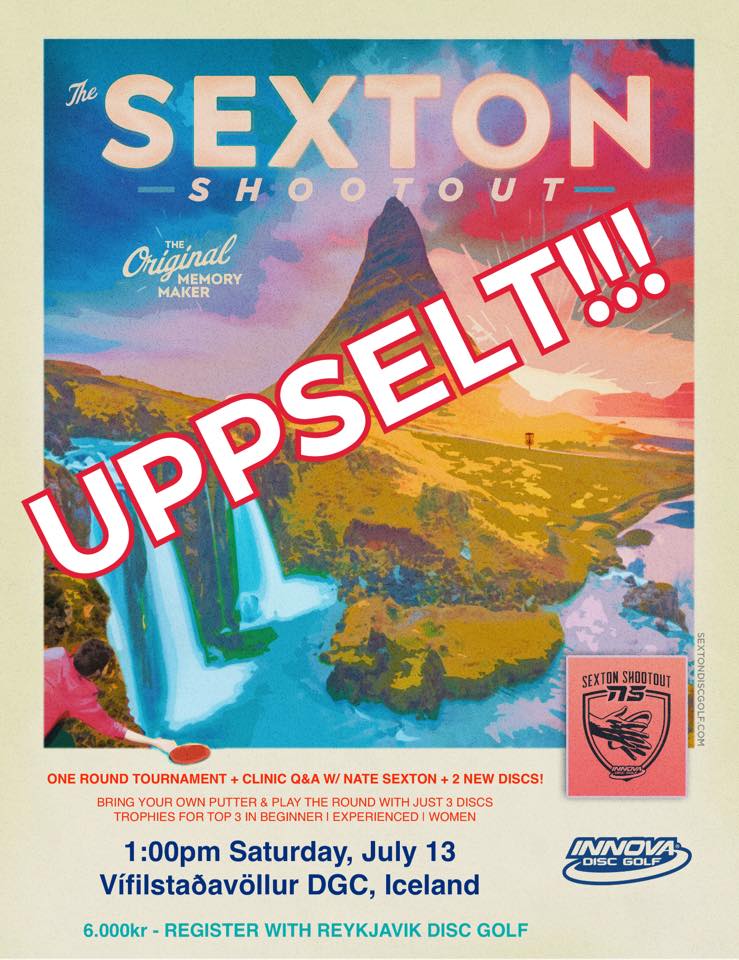 The
SEXTON
SHOOTOUT
THE
Original
MEMORY
MAKER
UPPSELT!!!
SEXTONDISCGOLF.COM
SEXTON SHOOTOUT
NS
INNOVA
DISC GOLF
ONE ROUND TOURNAMENT + CLINIC Q&A W/ NATE SEXTON + 2 NEW DISCS!
BRING YOUR OWN PUTTER & PLAY THE ROUND WITH JUST 3 DISCS
TROPHIES FOR TOP 3 IN BEGINNER | EXPERIENCED | WOMEN
1:00pm Saturday, July 13
Vífilstaðavöllur DGC, Iceland
INNOVA®
DISC GOLF
6.000kr - REGISTER WITH REYKJAVIK DISC GOLF